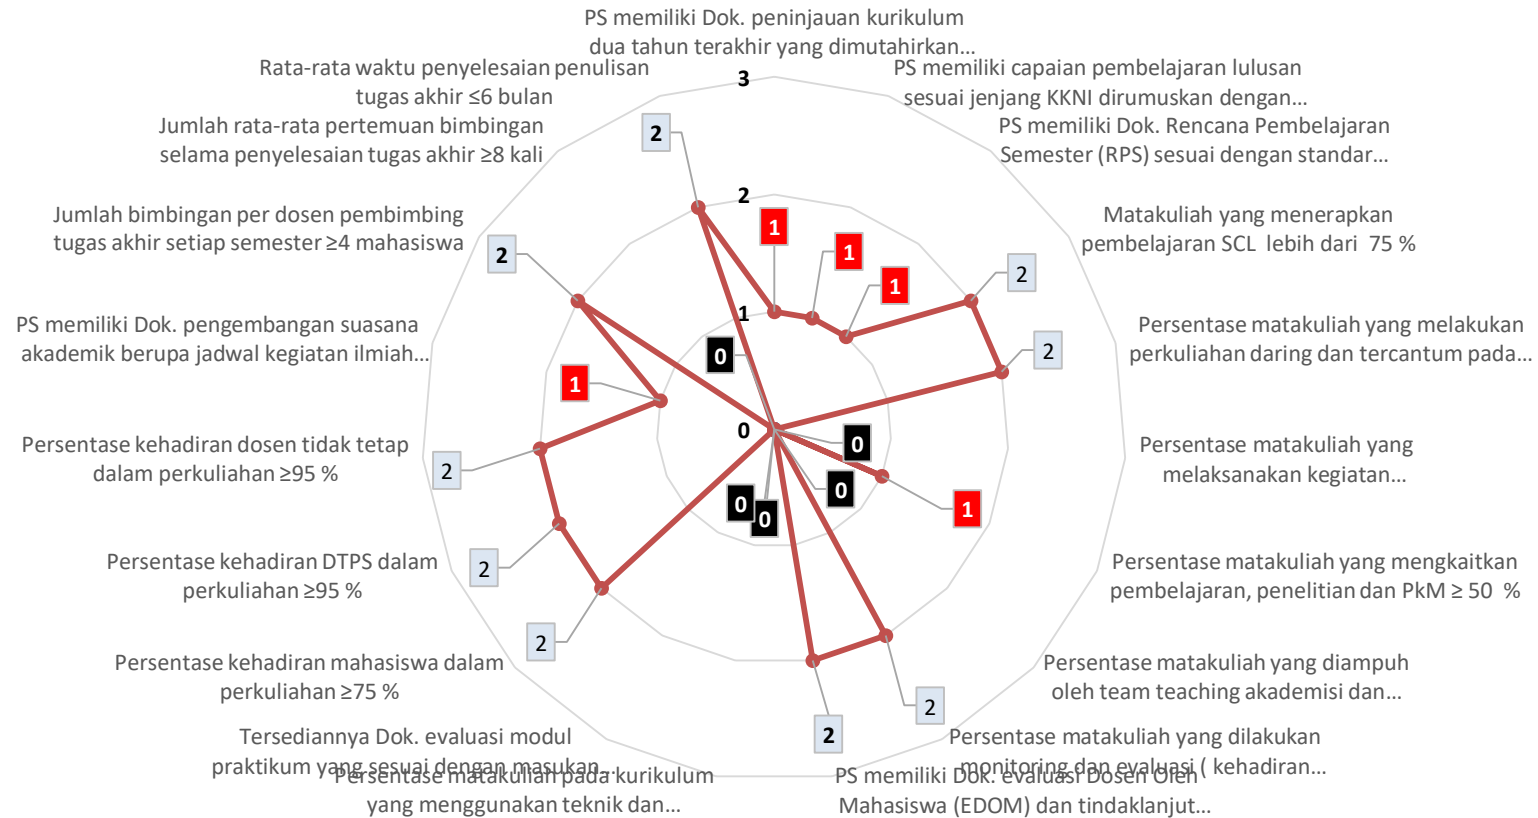 PS memiliki Dok. peninjauan kurikulum
dua tahun terakhir yang dimutahirkan...
PS memiliki capaian pembelajaran lulusan
sesuai jenjang KKNI dirumuskan dengan...
PS memiliki Dok. Rencana Pembelajaran
Semester (RPS) sesuai dengan standar...
Matakuliah yang menerapkan
pembelajaran SCL lebih dari 75 %
Persentase matakuliah yang melakukan
perkuliahan daring dan tercantum pada...
Persentase matakuliah yang
melaksanakan kegiatan...
Persentase matakuliah yang mengkaitkan
pembelajaran, penelitian dan PkM ≥ 50 %
Persentase matakuliah yang diampuh
oleh team teaching akademisi dan...
Persentase matakuliah yang dilakukan
monitoring dan evaluasi ( kehadiran...
PS memiliki Dok. evaluasi Dosen Oleh
Mahasiswa (EDOM) dan tindaklanjut...
Persentase matakuliah pada kurikulum
yang menggunakan teknik dan...
Tersediannya Dok. evaluasi modul
praktikum yang sesuai dengan masukan...
Persentase kehadiran mahasiswa dalam
perkuliahan ≥75 %
Persentase kehadiran DTPS dalam
perkuliahan ≥95 %
Persentase kehadiran dosen tidak tetap
dalam perkuliahan ≥95 %
PS memiliki Dok. pengembangan suasana
akademik berupa jadwal kegiatan ilmiah...
Jumlah bimbingan per dosen pembimbing
tugas akhir setiap semester ≥4 mahasiswa
Jumlah rata-rata pertemuan bimbingan
selama penyelesaian tugas akhir ≥8 kali
Rata-rata waktu penyelesaian penulisan
tugas akhir ≤6 bulan
3
2
1
0
1
1
1
2
2
0
1
0
2
2
0
0
2
2
2
1
2
0
2